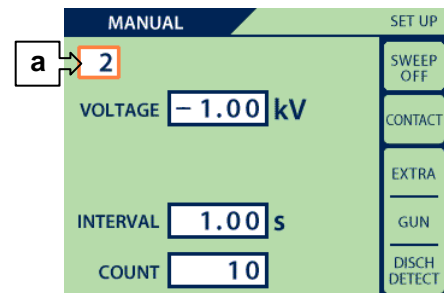 MANUAL
SET UP
a
2
SWEEP
OFF
VOLTAGE − 1.00 kV
CONTACT
EXTRA
INTERVAL 1.00 s
GUN
COUNT 10
DISCH
DETECT